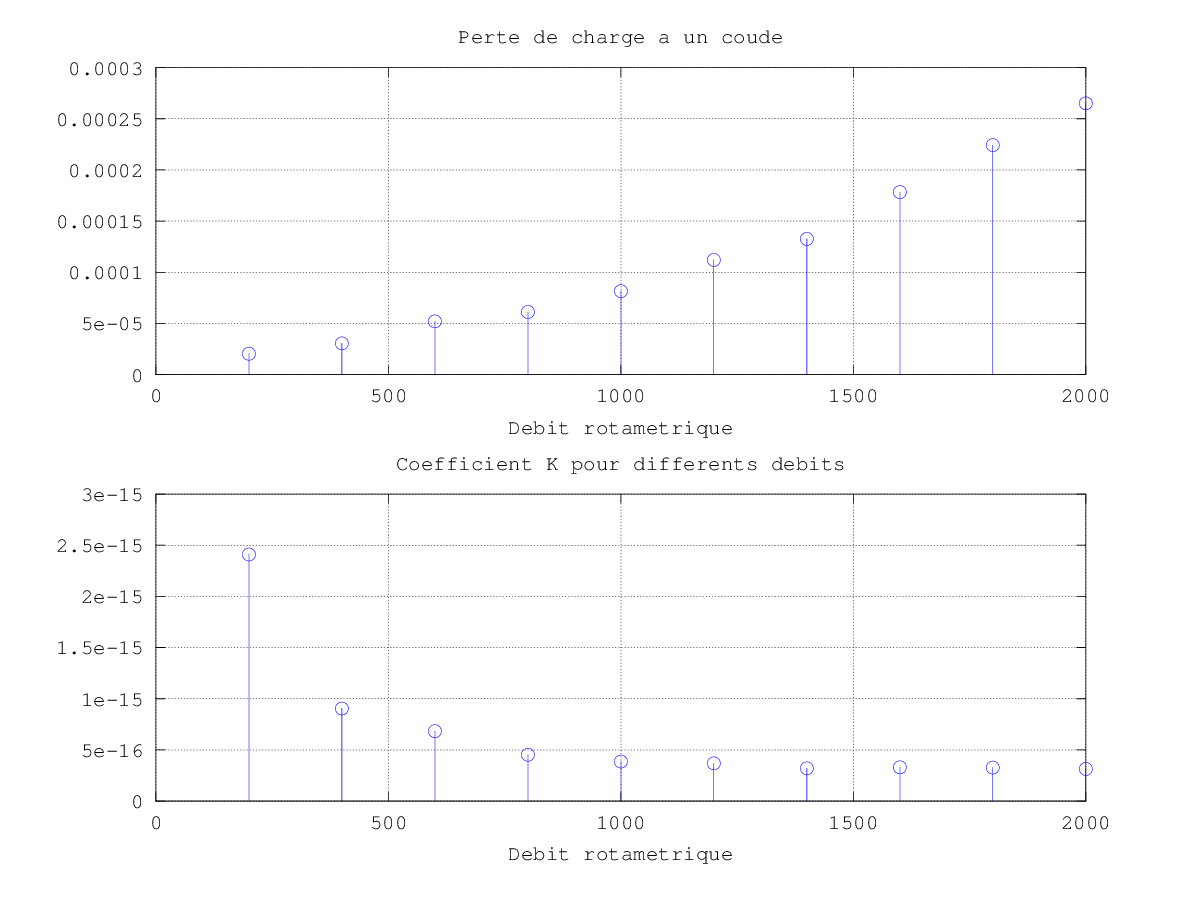 Perte de charge a un coude
0.0003
0.00025
0.0002
0.00015
0.0001
5e-05
0
0 500 1000 1500 2000
Debit rotametrique
Coefficient K pour differents debits
3e-15
2.5e-15
2e-15
1.5e-15
1e-15
5e-16
0
0 500 1000 1500 2000
Debit rotametrique